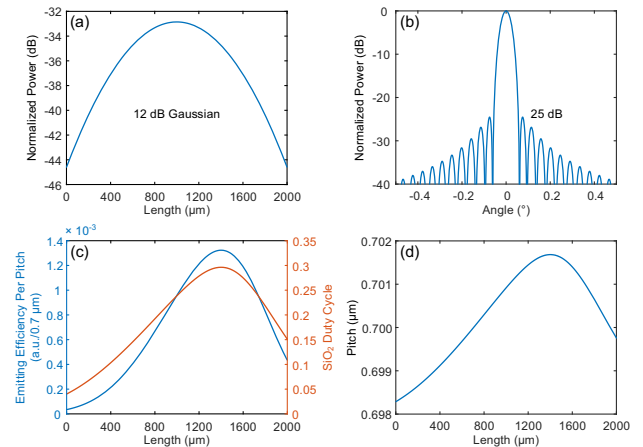 (a)
-32
-34
-36
-38
-40
-42
-44
-46
Normalized Power (dB)
12 dB Gaussian
0 400 800 1200 1600 2000
Length (µm)
(b)
0
-10
-20
-30
-40
Normalized Power (dB)
25 dB
-0.4 -0.2 0 0.2 0.4
Angle (°)
(c)
× 10⁻³
1.4
1.2
1
0.8
0.6
0.4
0.2
0
Emitting Efficiency Per Pitch
(a.u./0.7 µm)
0.35
0.30
0.25
0.20
0.15
0.10
0.05
0
SiO₂ Duty Cycle
0 400 800 1200 1600 2000
Length (µm)
(d)
0.702
0.700
0.699
0.698
Pitch (µm)
0 400 800 1200 1600 2000
Length (µm)